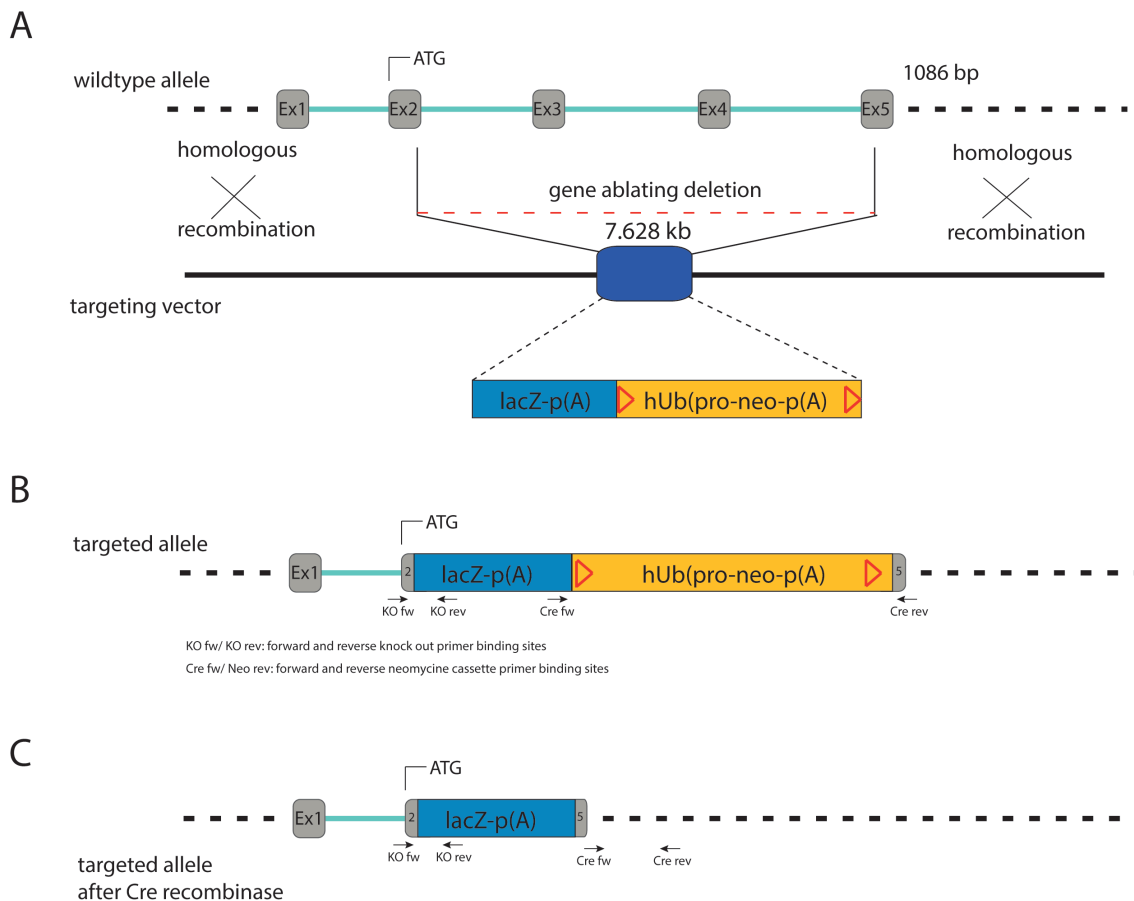 A
wildtype allele
ATG
1086 bp
Ex1
Ex2
Ex3
Ex4
Ex5
homologous
recombination
homologous
recombination
gene ablating deletion
7.628 kb
targeting vector
lacZ-p(A)
hUb(pro-neo-p(A)
B
targeted allele
ATG
Ex1
2
lacZ-p(A)
hUb(pro-neo-p(A)
5
KO fw
KO rev
Cre fw
Cre rev
KO fw/ KO rev: forward and reverse knock out primer binding sites
Cre fw/ Neo rev: forward and reverse neomycine cassette primer binding sites
C
ATG
Ex1
2
lacZ-p(A)
5
KO fw
KO rev
Cre fw
Cre rev
targeted allele
after Cre recombinase